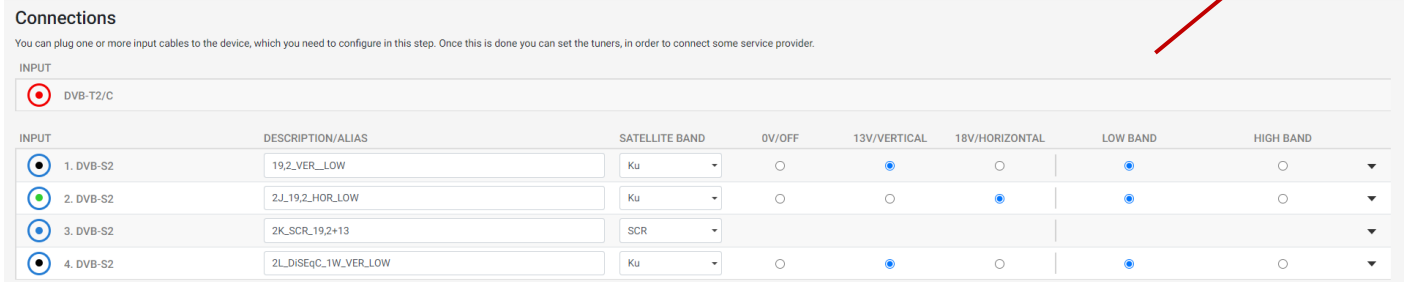 Connections
You can plug one or more input cables to the device, which you need to configure in this step. Once this is done you can set the tuners, in order to connect some service provider.
INPUT
DVB-T2/C
INPUT DESCRIPTION/ALIAS SATELLITE BAND 0V/OFF 13V/VERTICAL 18V/HORIZONTAL LOW BAND HIGH BAND
1. DVB-S2 19,2_VER__LOW Ku
2. DVB-S2 2J_19,2_HOR_LOW Ku
3. DVB-S2 2K_SCR_19,2+13 SCR
4. DVB-S2 2L_DiSEqC_1W_VER_LOW Ku